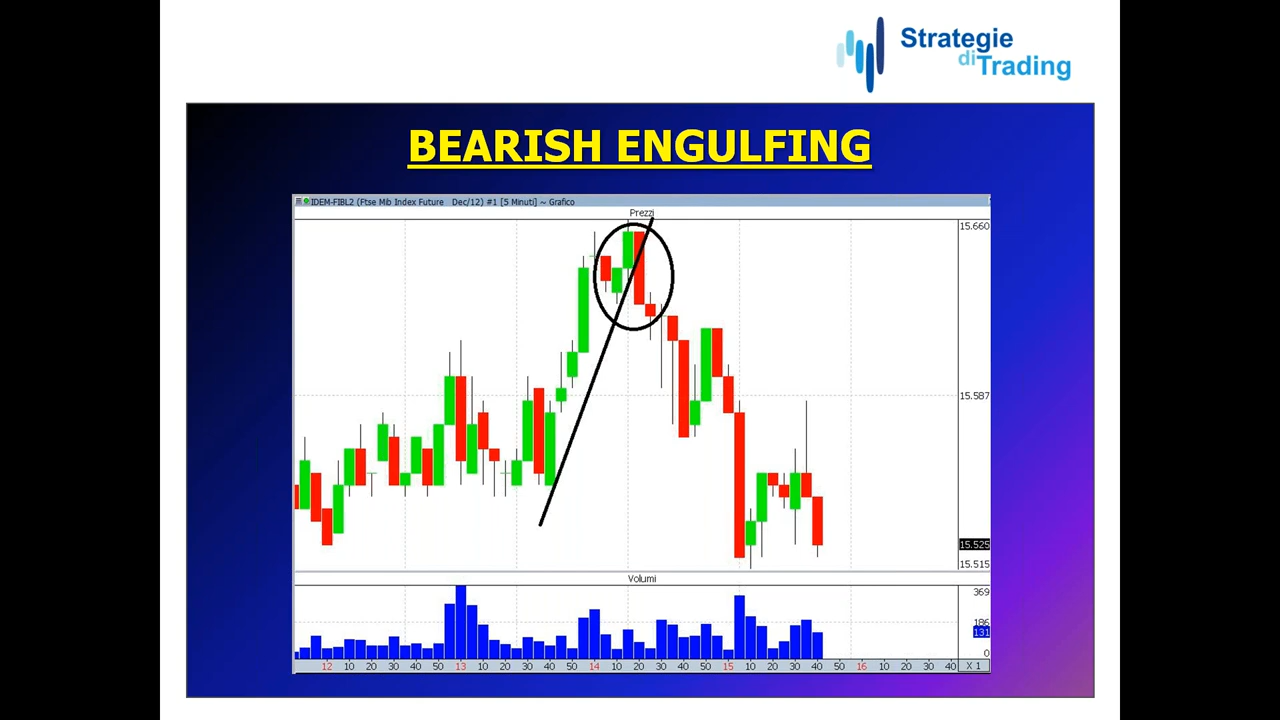 Strategie
di Trading
BEARISH ENGULFING
IDEM-FIBL2 (Ftse Mib Index Future Dec/12) #1 [5 Minuti] ~ Grafico
Prezzi
15.660
15.587
15.525
15.515
Volumi
369
186
131
0
12 10 20 30 40 50 13 10 20 30 40 50 14 10 20 30 40 50 15 10 20 30 40 50 16 10 20 30 40 X 1